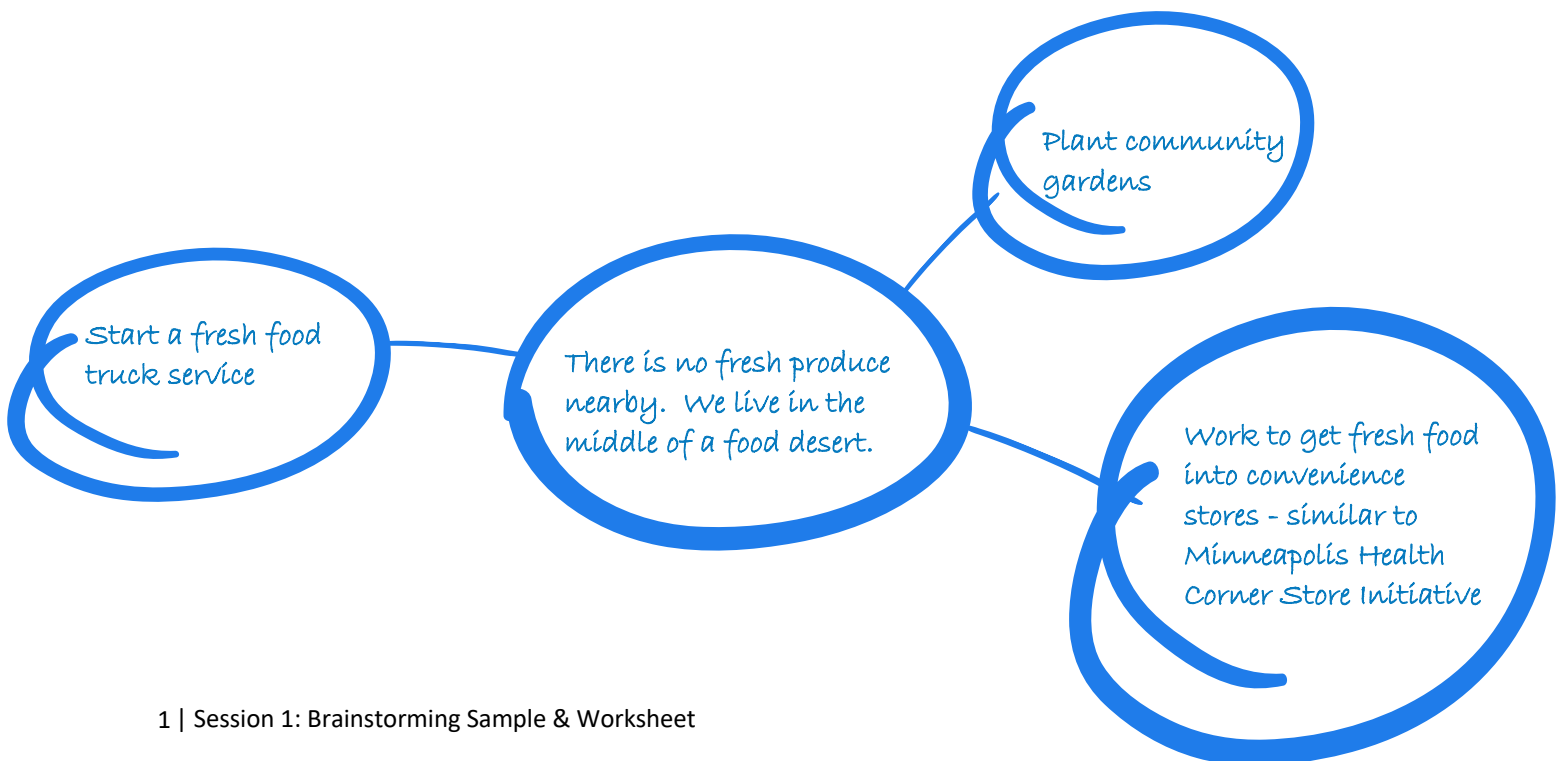 Plant community
gardens
Start a fresh food
truck service
There is no fresh produce
nearby.  We live in the
middle of a food desert.
Work to get fresh food
into convenience
stores - similar to
Minneapolis Health
Corner Store Initiative
1 | Session 1: Brainstorming Sample & Worksheet